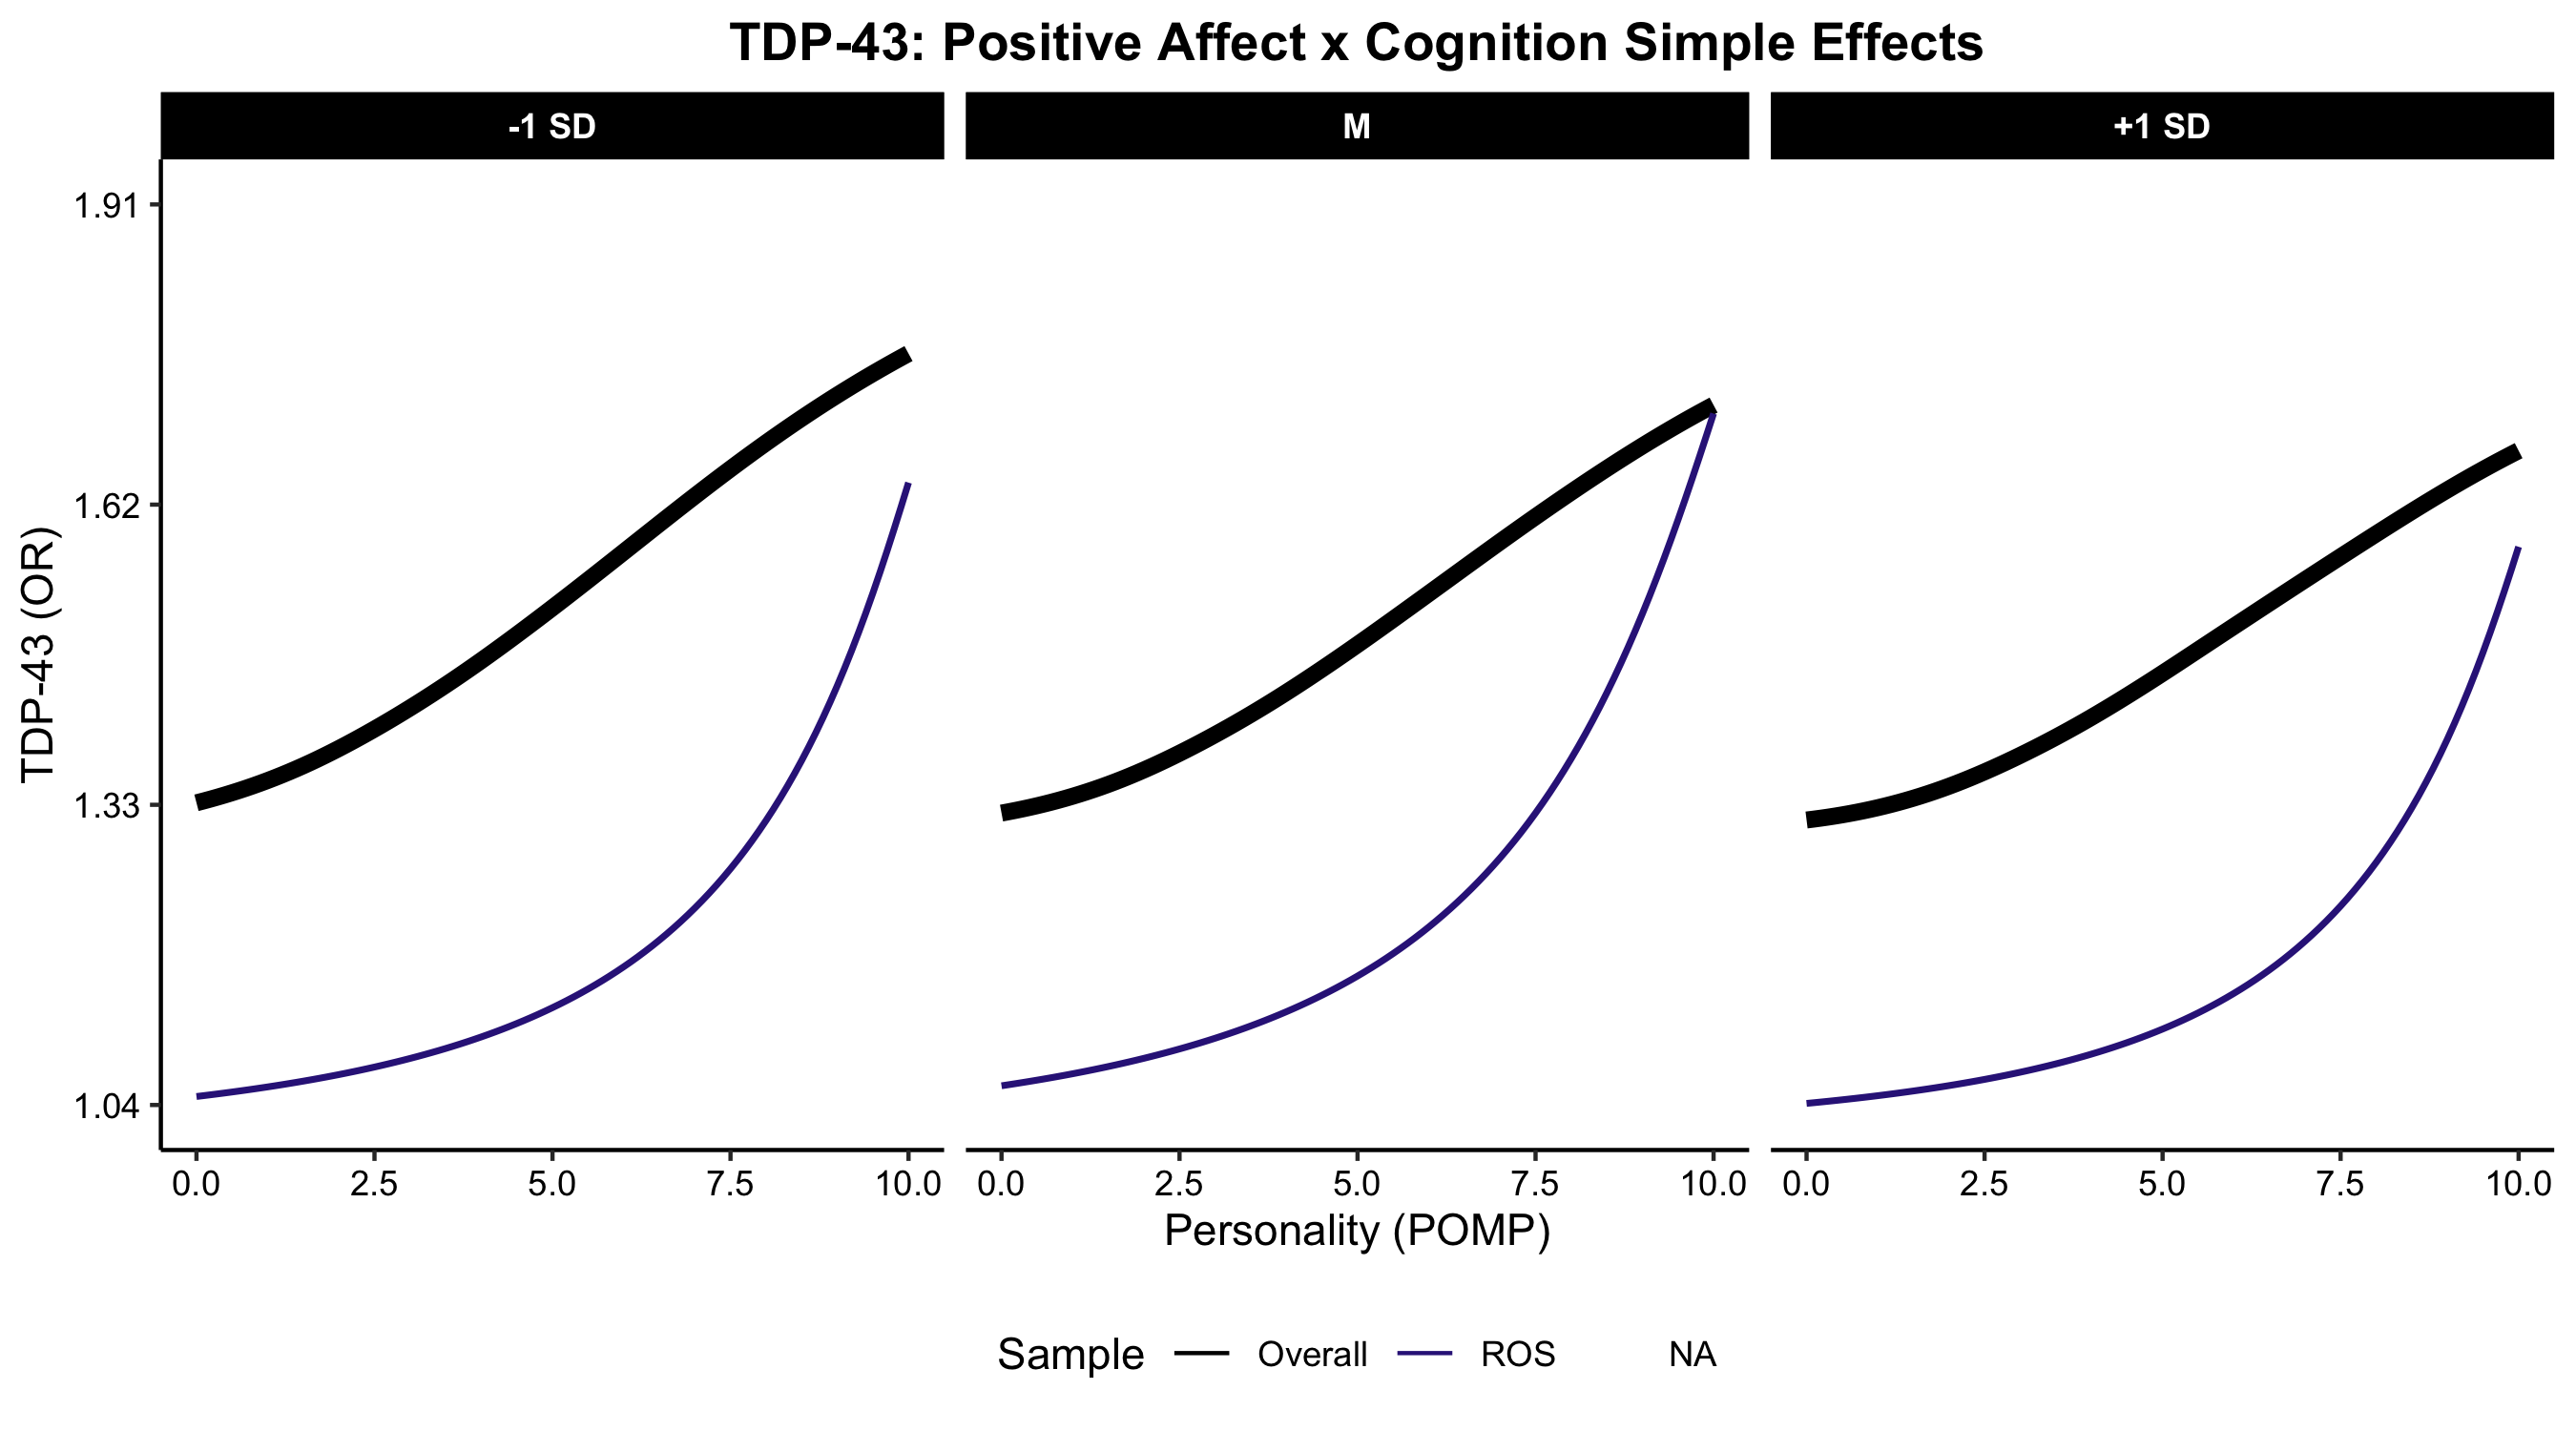 TDP-43: Positive Affect x Cognition Simple Effects
-1 SD
M
+1 SD
TDP-43 (OR)
1.91
1.62
1.33
1.04
0.0 2.5 5.0 7.5 10.0
0.0 2.5 5.0 7.5 10.0
0.0 2.5 5.0 7.5 10.0
Personality (POMP)
Sample Overall ROS NA